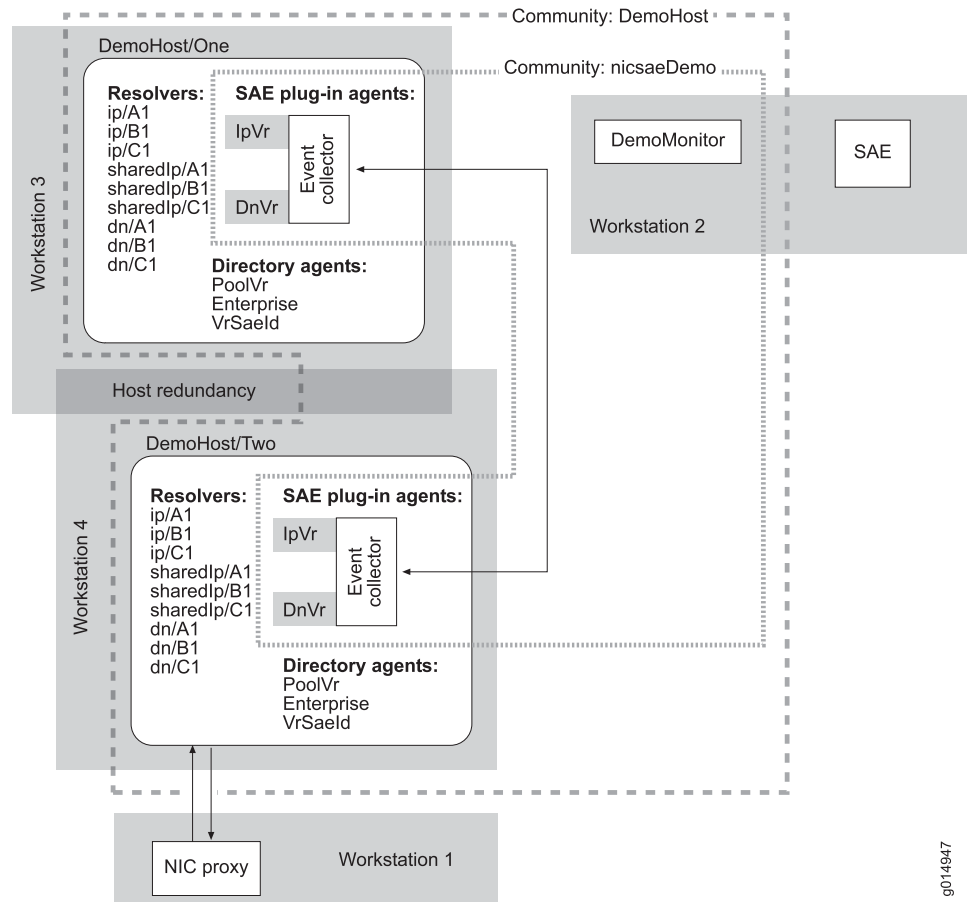 Community: DemoHost
DemoHost/One
Community: nicsaeDemo
Resolvers:
ip/A1
ip/B1
ip/C1
sharedIp/A1
sharedIp/B1
sharedIp/C1
dn/A1
dn/B1
dn/C1
SAE plug-in agents:
IpVr
DnVr
Event
collector
Directory agents:
PoolVr
Enterprise
VrSaeId
Workstation 3
DemoMonitor
SAE
Workstation 2
Host redundancy
DemoHost/Two
Resolvers:
ip/A1
ip/B1
ip/C1
sharedIp/A1
sharedIp/B1
sharedIp/C1
dn/A1
dn/B1
dn/C1
SAE plug-in agents:
IpVr
DnVr
Event
collector
Directory agents:
PoolVr
Enterprise
VrSaeId
Workstation 4
NIC proxy
Workstation 1
g014947